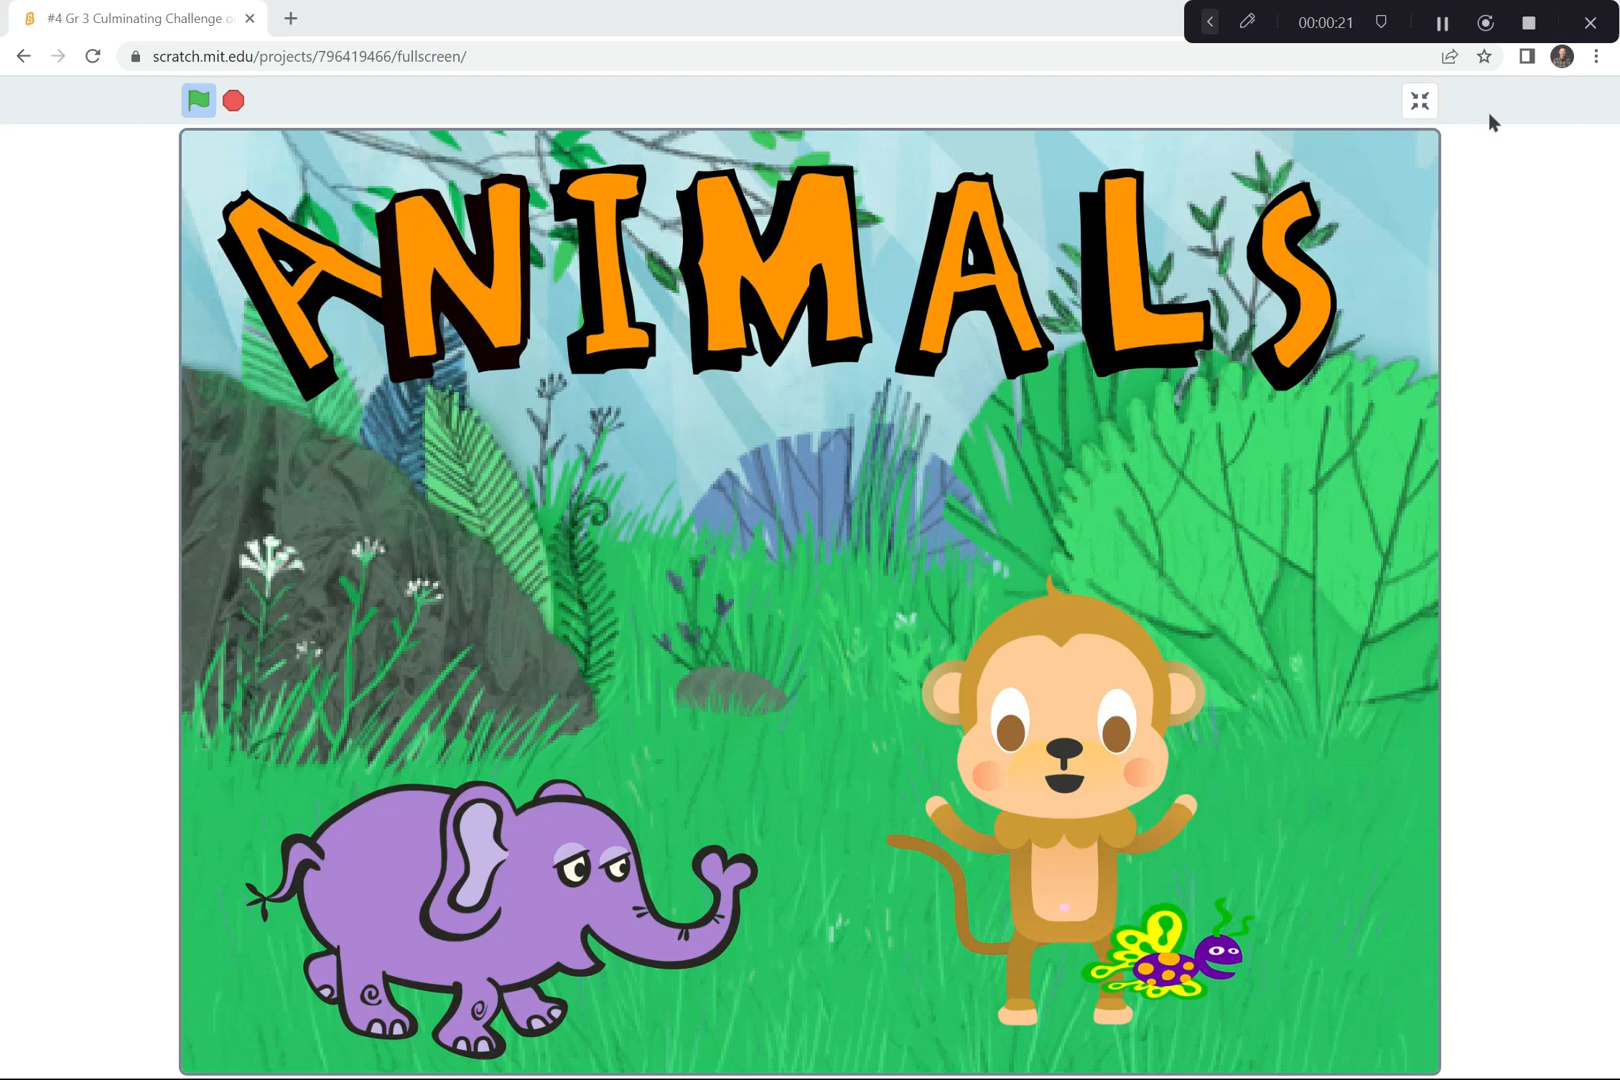 #4 Gr 3 Culminating Challenge o
00:00:21
scratch.mit.edu/projects/796419466/fullscreen/
ANIMALS